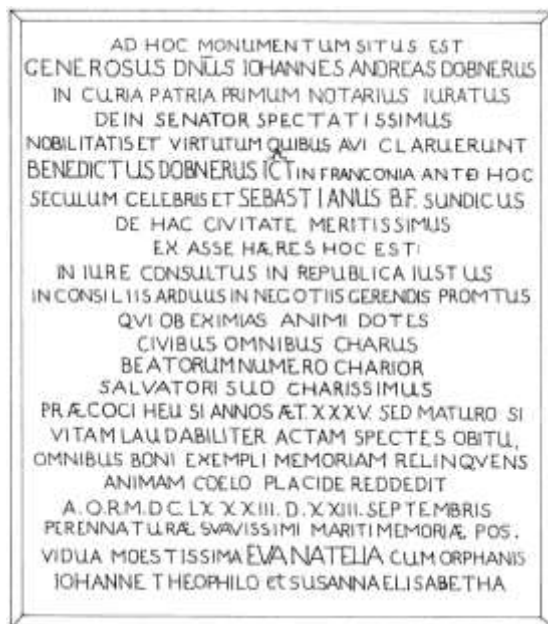 AD HOC MONUMENTUM SITUS EST
GENEROSUS DNUS IOHANNES ANDREAS DOBNERUS
IN CURIA PATRIA PRIMUM NOTARIUS IURATUS
DEIN SENATOR SPECTATISSIMUS
NOBILITATIS ET VIRTUTUM QUIBUS AVI CLARUERUNT
BENEDICTUS DOBNERUS ICT IN FRANCONIA ANTE HOC
SECULUM CELEBRIS ET SEBASTIANUS B.F. SUNDICUS
DE HAC CIVITATE MERITISSIMUS
EX ASSE HÆRES HOC EST:
IN IURE CONSULTUS IN REPUBLICA IUSTUS
IN CONSILIIS ARDUUS IN NEGOTIIS GERENDIS PROMTUS
QVI OB EXIMIAS ANIMI DOTES
CIVIBUS OMNIBUS CHARUS
BEATORUM NUMERO CHARIOR
SALVATORI SUO CHARISSIMUS
PRÆCOCI HEU SI ANNOS ÆT. XXXV. SED MATURO SI
VITAM LAUDABILITER ACTAM SPECTES OBITU,
OMNIBUS BONI EXEMPLI MEMORIAM RELINQVENS
ANIMAM COELO PLACIDE REDDEDIT
A.O.R.M.DC.LXXXIII.D.XXIII.SEPTEMBRIS
PERENNATURÆ SVAVISSIMI MARITI MEMORIÆ POS.
VIDUA MOESTISSIMA EVA NATELIA CUM ORPHANIS
IOHANNE THEOPHILO et SUSANNA ELISABETHA